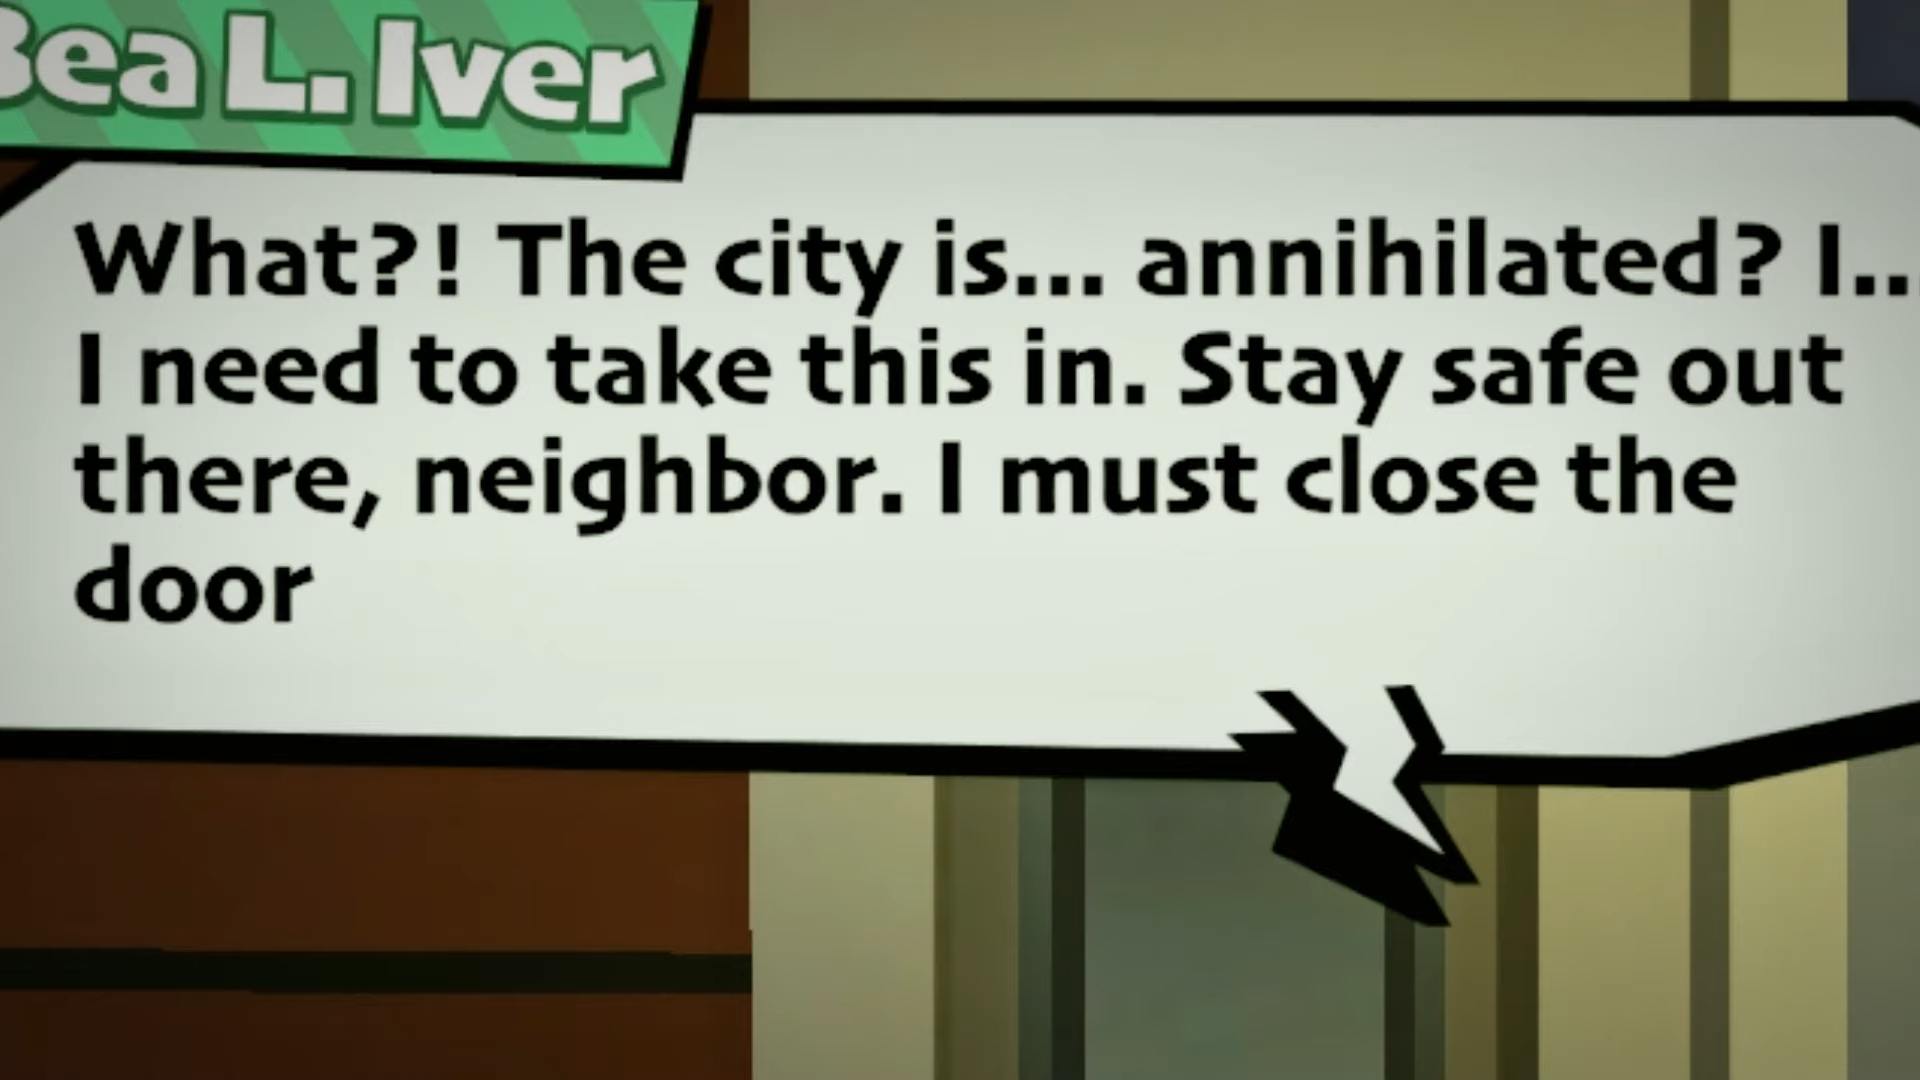 Bea L. Iver
What?! The city is... annihilated? I..
I need to take this in. Stay safe out
there, neighbor. I must close the
door